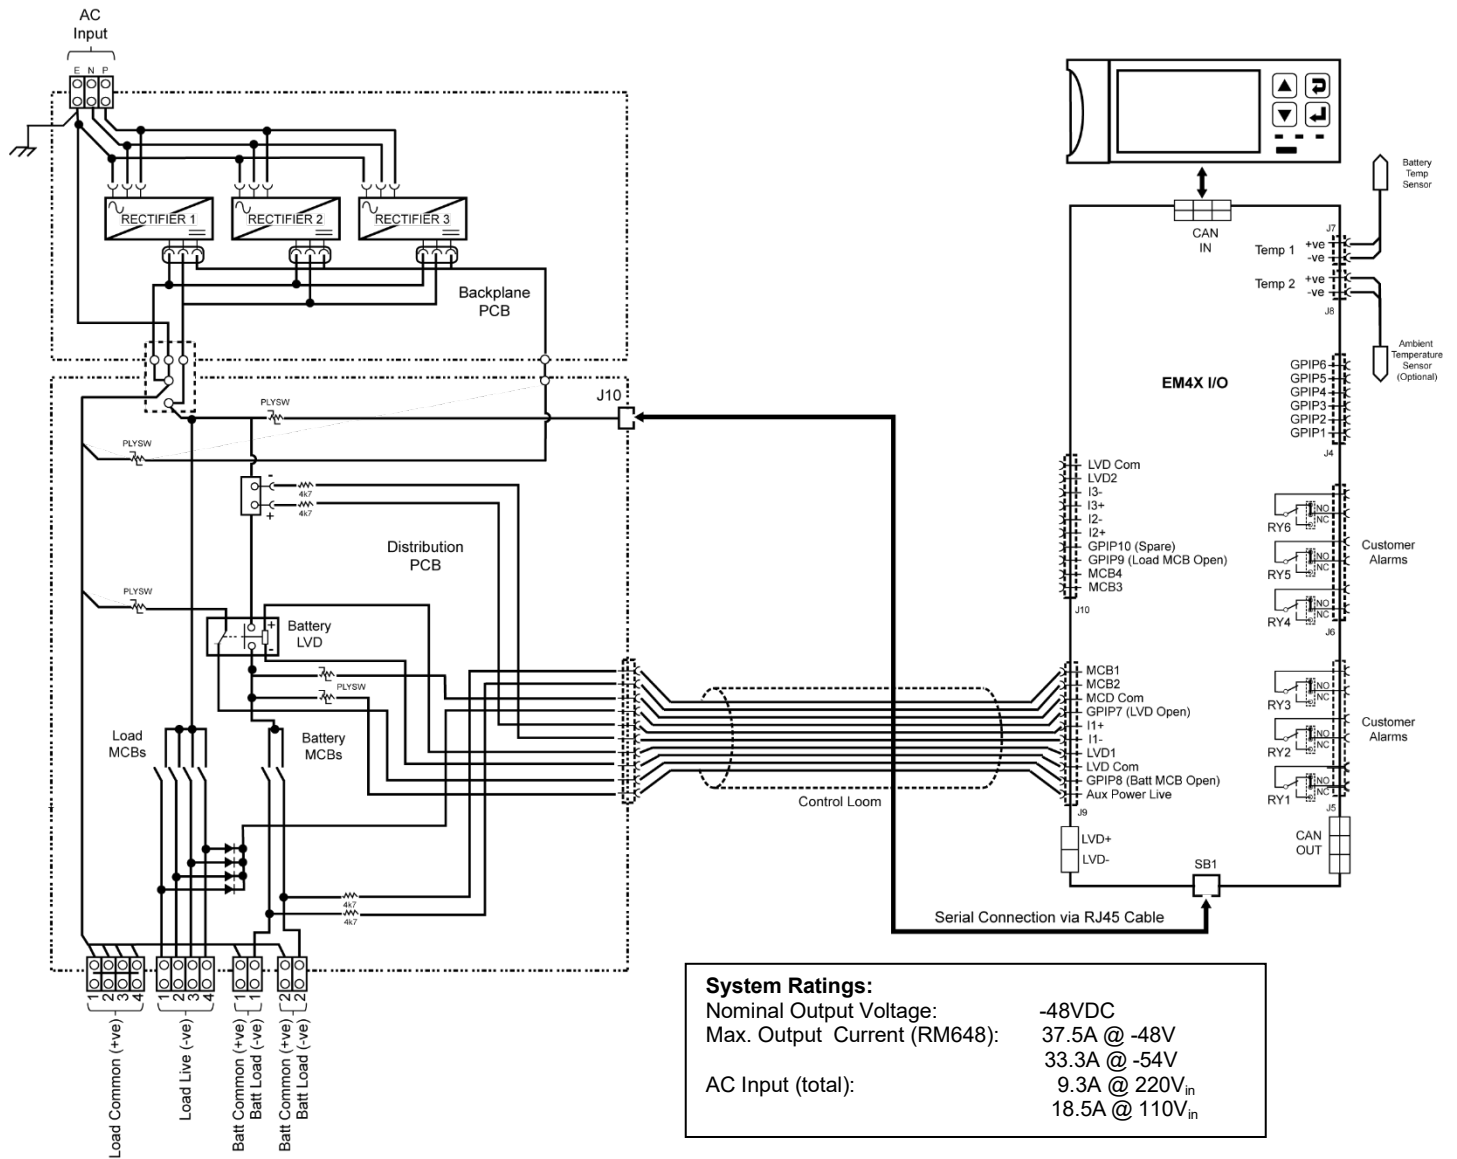 AC
Input
E N P
RECTIFIER 1
RECTIFIER 2
RECTIFIER 3
Backplane
PCB
PLYSW
J10
PLYSW
-
4k7
+
4k7
Distribution
PCB
PLYSW
+
-
Battery
LVD
PLYSW
Load
MCBs
Battery
MCBs
4k7
4k7
1 2 3 4
1 2 3 4
1 1
2 2
Load Common (+ve)
Load Live (-ve)
Batt Common (+ve)
Batt Load (-ve)
Batt Common (+ve)
Batt Load (-ve)
Control Loom
CAN
IN
Battery
Temp
Sensor
J7
Temp 1
+ve
-ve
Temp 2
+ve
-ve
J8
Ambient
Temperature
Sensor
(Optional)
EM4X I/O
GPIP6
GPIP5
GPIP4
GPIP3
GPIP2
GPIP1
J4
LVD Com
LVD2
I3-
I3+
I2-
I2+
GPIP10 (Spare)
GPIP9 (Load MCB Open)
MCB4
MCB3
J10
RY6
NO
NC
RY5
NO
NC
RY4
NO
NC
J6
Customer
Alarms
MCB1
MCB2
MCD Com
GPIP7 (LVD Open)
I1+
I1-
LVD1
LVD Com
GPIP8 (Batt MCB Open)
Aux Power Live
J9
RY3
NO
NC
RY2
NO
NC
RY1
NO
NC
J5
Customer
Alarms
LVD+
LVD-
CAN
OUT
SB1
Serial Connection via RJ45 Cable
System Ratings:
Nominal Output Voltage: -48VDC
Max. Output Current (RM648): 37.5A @ -48V
33.3A @ -54V
AC Input (total): 9.3A @ 220Vin
18.5A @ 110Vin